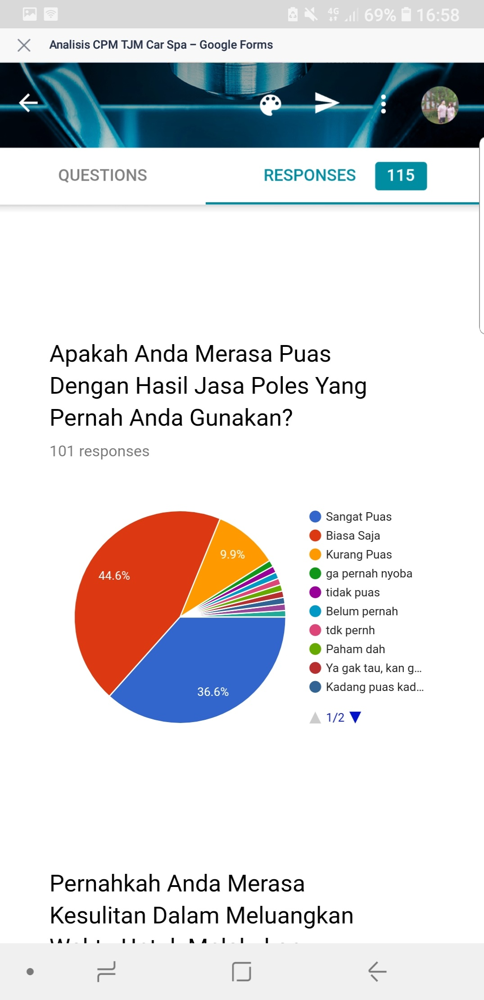 4G 69% 16:58
Analisis CPM TJM Car Spa – Google Forms
QUESTIONS
RESPONSES 115
Apakah Anda Merasa Puas
Dengan Hasil Jasa Poles Yang
Pernah Anda Gunakan?
101 responses
44.6%
9.9%
36.6%
Sangat Puas
Biasa Saja
Kurang Puas
ga pernah nyoba
tidak puas
Belum pernah
tdk pernh
Paham dah
Ya gak tau, kan g...
Kadang puas kad...
1/2
Pernahkah Anda Merasa
Kesulitan Dalam Meluangkan